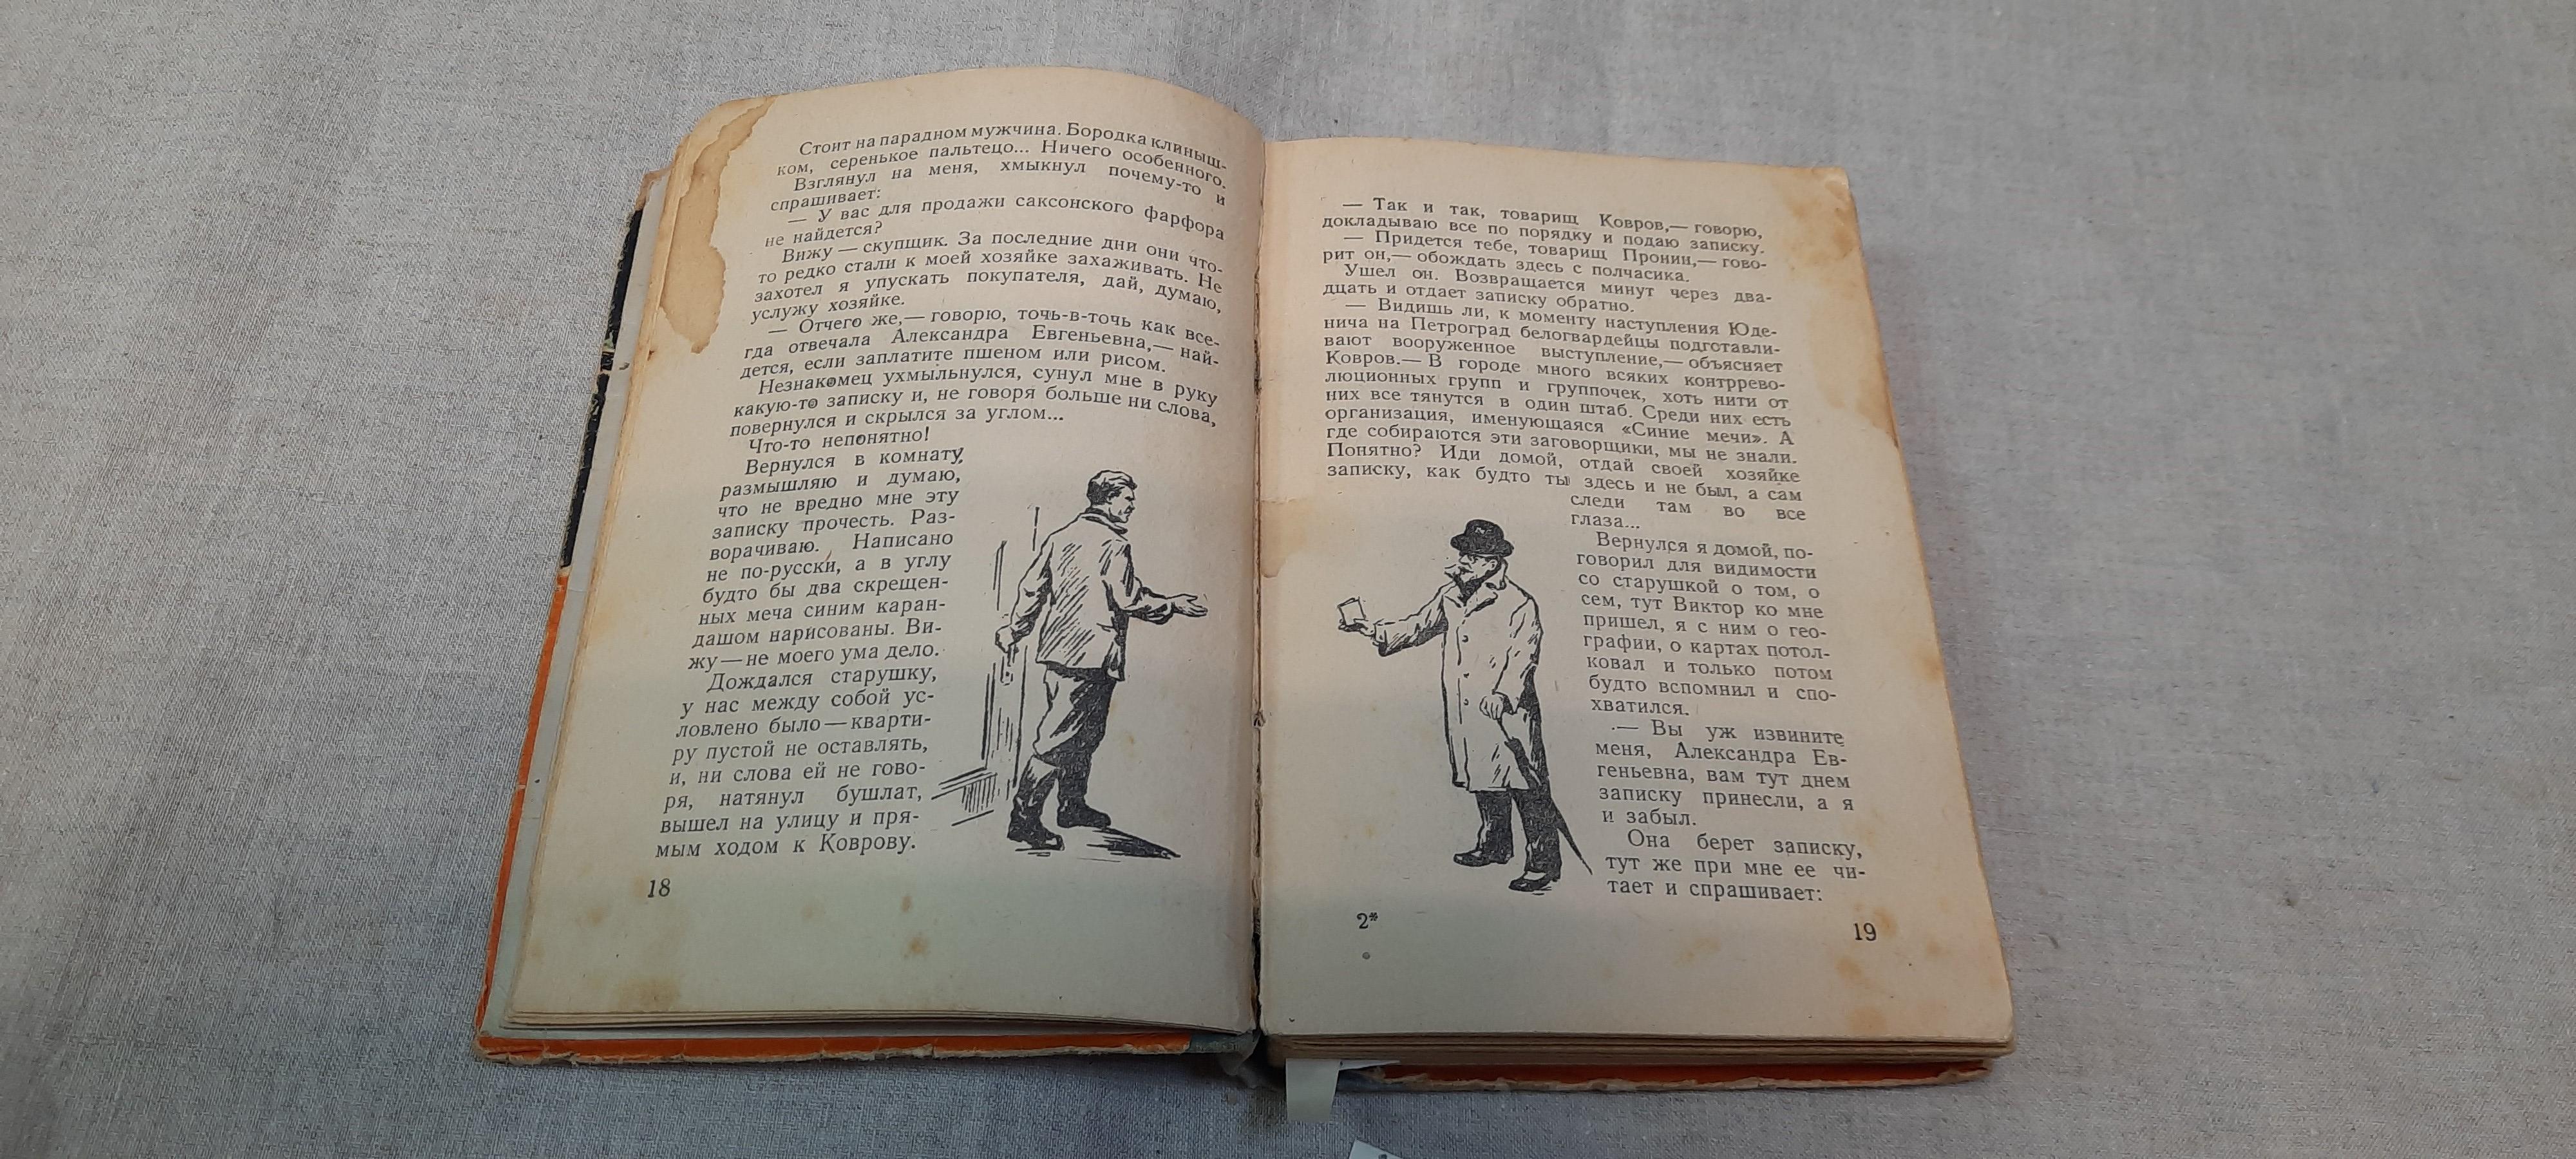 Стоит на парадном мужчина. Бородка клиныш-
ком, серенькое пальтецо... Ничего особенного.
Взглянул на меня, хмыкнул почему-то и
спрашивает:
— У вас для продажи саксонского фарфора
не найдется?
Вижу — скупщик. За последние дни они что-
то редко стали к моей хозяйке захаживать. Не
захотел я упускать покупателя, дай, думаю,
услужу хозяйке.
— Отчего же,— говорю, точь-в-точь как все-
гда отвечала Александра Евгеньевна,— най-
дется, если заплатите пшеном или рисом.
Незнакомец ухмыльнулся, сунул мне в руку
какую-то записку и, не говоря больше ни слова,
повернулся и скрылся за углом...
Что-то непонятно!
Вернулся в комнату,
размышляю и думаю,
что не вредно мне эту
записку прочесть. Раз-
ворачиваю. Написано
не по-русски, а в углу
будто бы два скрещен-
ных меча синим каран-
дашом нарисованы. Ви-
жу — не моего ума дело.
Дождался старушку,
у нас между собой ус-
ловлено было — кварти-
ру пустой не оставлять,
и, ни слова ей не гово-
ря, натянул бушлат,
вышел на улицу и пря-
мым ходом к Коврову.
18
— Так и так, товарищ Ковров,— говорю,
докладываю все по порядку и подаю записку.
— Придется тебе, товарищ Пронин,— гово-
рит он,— обождать здесь с полчасика.
Ушел он. Возвращается минут через два-
дцать и отдает записку обратно.
— Видишь ли, к моменту наступления Юде-
нича на Петроград белогвардейцы подготавли-
вают вооруженное выступление,— объясняет
Ковров.— В городе много всяких контррево-
люционных групп и группочек, хоть нити от
них все тянутся в один штаб. Среди них есть
организация, именующаяся «Синие мечи». А
где собираются эти заговорщики, мы не знали.
Понятно? Иди домой, отдай своей хозяйке
записку, как будто ты здесь и не был, а сам
следи там во все
глаза...
Вернулся я домой, по-
говорил для видимости
со старушкой о том, о
сем, тут Виктор ко мне
пришел, я с ним о гео-
графии, о картах потол-
ковал и только потом
будто вспомнил и спо-
хватился.
— Вы уж извините
меня, Александра Ев-
геньевна, вам тут днем
записку принесли, а я
и забыл.
Она берет записку,
тут же при мне ее чи-
тает и спрашивает:
2*
19